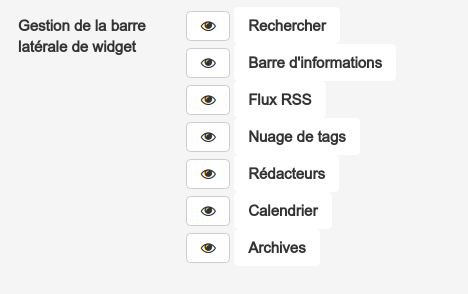 Gestion de la barre
latérale de widget
Rechercher
Barre d'informations
Flux RSS
Nuage de tags
Rédacteurs
Calendrier
Archives